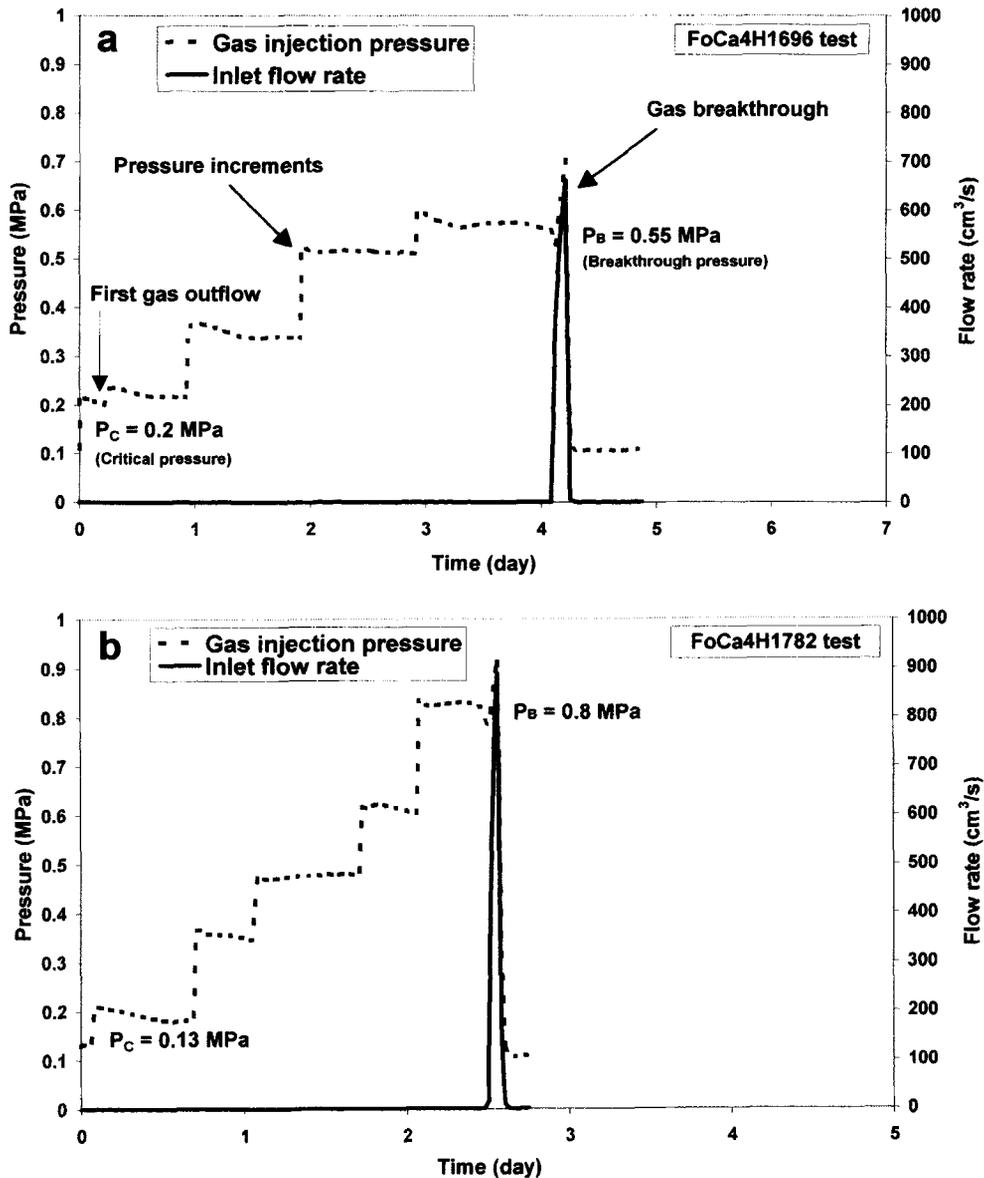 a
Gas injection pressure
Inlet flow rate
FoCa4H1696 test
Gas breakthrough
Pressure increments
First gas outflow
PC = 0.2 MPa
(Critical pressure)
PB = 0.55 MPa
(Breakthrough pressure)
Pressure (MPa)
1
0.9
0.8
0.7
0.6
0.5
0.4
0.3
0.2
0.1
0
Flow rate (cm³/s)
1000
900
800
700
600
500
400
300
200
100
0
0 1 2 3 4 5 6 7
Time (day)
b
Gas injection pressure
Inlet flow rate
FoCa4H1782 test
PB = 0.8 MPa
PC = 0.13 MPa
Pressure (MPa)
1
0.9
0.8
0.7
0.6
0.5
0.4
0.3
0.2
0.1
0
Flow rate (cm³/s)
1000
900
800
700
600
500
400
300
200
100
0
0 1 2 3 4 5
Time (day)